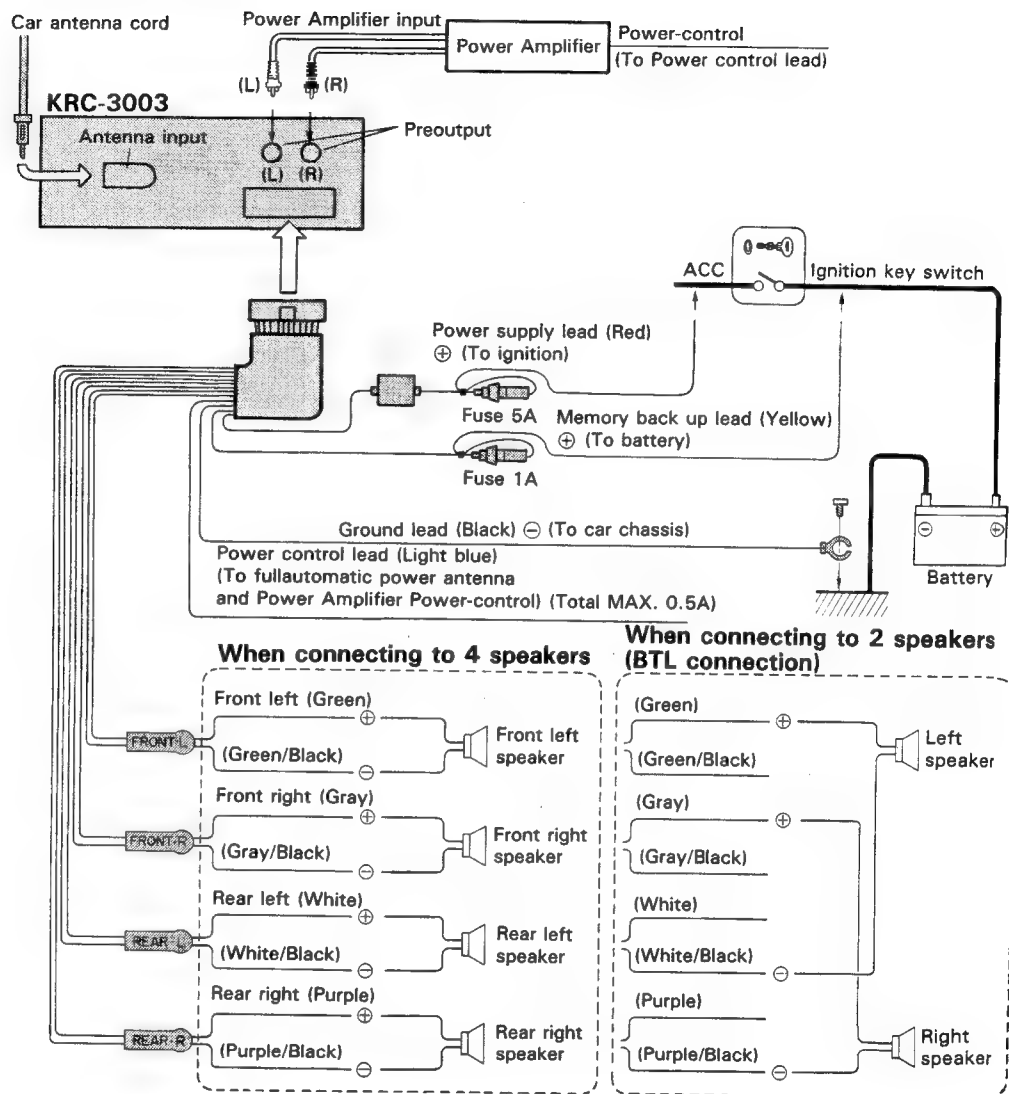 Car antenna cord
Power Amplifier input
Power Amplifier
Power-control
(To Power control lead)
(L)
(R)
KRC-3003
Antenna input
Preoutput
(L) (R)
ACC
Ignition key switch
Power supply lead (Red)
⊕ (To ignition)
Fuse 5A
Memory back up lead (Yellow)
⊕ (To battery)
Fuse 1A
Ground lead (Black) ⊖ (To car chassis)
Power control lead (Light blue)
(To fullautomatic power antenna
and Power Amplifier Power-control) (Total MAX. 0.5A)
⊖ ⊕
Battery
When connecting to 4 speakers
FRONT·L
Front left (Green)
⊕
(Green/Black)
⊖
Front left
speaker
FRONT·R
Front right (Gray)
⊕
(Gray/Black)
⊖
Front right
speaker
REAR·L
Rear left (White)
⊕
(White/Black)
⊖
Rear left
speaker
REAR·R
Rear right (Purple)
⊕
(Purple/Black)
⊖
Rear right
speaker
When connecting to 2 speakers
(BTL connection)
(Green)
⊕
(Green/Black)
Left
speaker
(Gray)
⊕
(Gray/Black)
(White)
(White/Black)
⊖
(Purple)
(Purple/Black)
⊖
Right
speaker